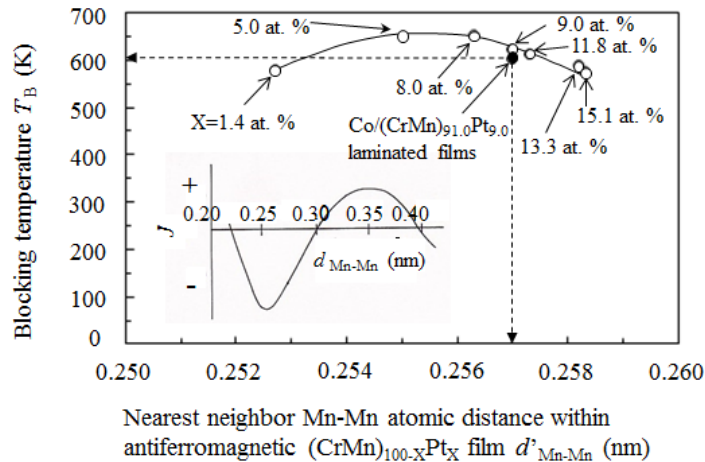 Blocking temperature T_B (K)
700
600
500
400
300
200
100
0
5.0 at. %
9.0 at. %
11.8 at. %
8.0 at. %
X=1.4 at. %
Co/(CrMn)91.0Pt9.0
laminated films
15.1 at. %
13.3 at. %
+
0.20 0.25 0.30 0.35 0.40
J
d Mn-Mn (nm)
-
0.250 0.252 0.254 0.256 0.258 0.260
Nearest neighbor Mn-Mn atomic distance within
antiferromagnetic (CrMn)100-XPtX film d’Mn-Mn (nm)